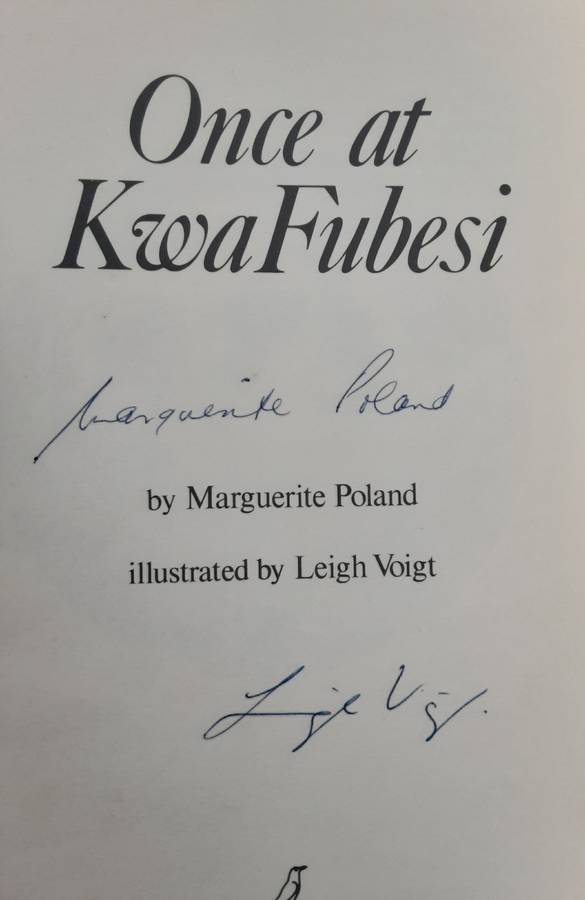 Once at
KwaFubesi
Marguerite Poland
by Marguerite Poland
illustrated by Leigh Voigt
Leigh Voigt